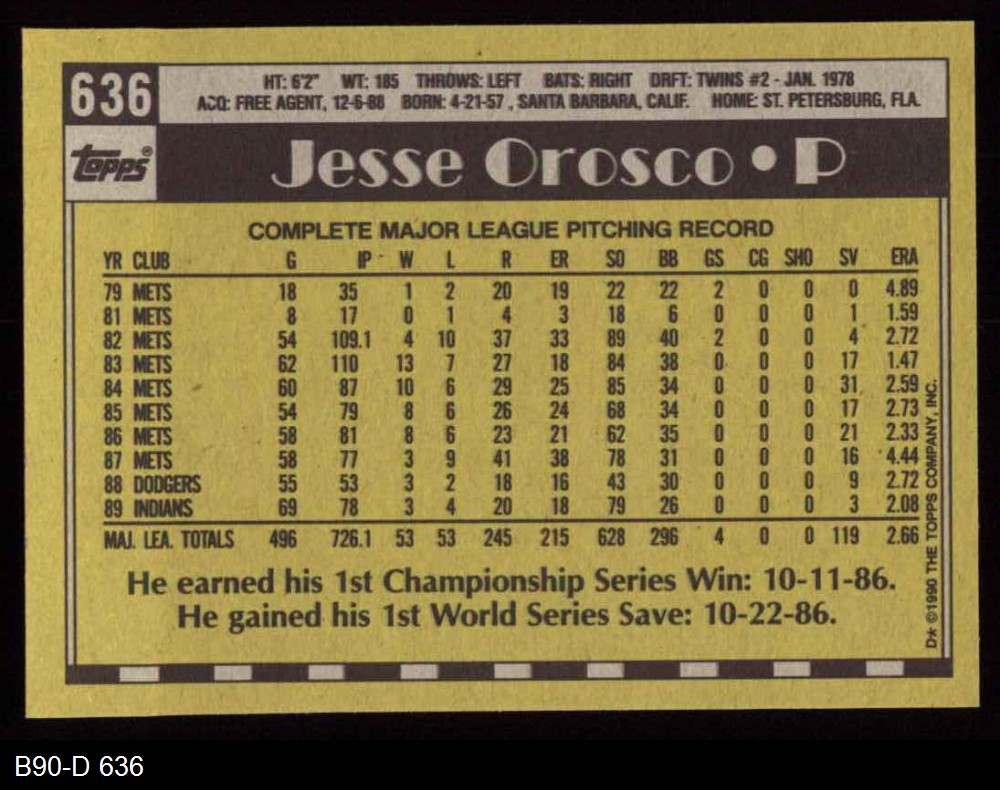 636
HT: 6'2" WT: 185 THROWS: LEFT BATS: RIGHT DRFT: TWINS #2 - JAN. 1978
ACQ: FREE AGENT, 12-6-88 BORN: 4-21-57, SANTA BARBARA, CALIF. HOME: ST. PETERSBURG, FLA.
topps®
Jesse Orosco • P
COMPLETE MAJOR LEAGUE PITCHING RECORD
YR CLUB G IP W L R ER SO BB GS CG SHO SV ERA
79 METS 18 35 1 2 20 19 22 22 2 0 0 0 4.89
81 METS 8 17 0 1 4 3 18 6 0 0 0 1 1.59
82 METS 54 109.1 4 10 37 33 89 40 2 0 0 4 2.72
83 METS 62 110 13 7 27 18 84 38 0 0 0 17 1.47
84 METS 60 87 10 6 29 25 85 34 0 0 0 31 2.59
85 METS 54 79 8 6 26 24 68 34 0 0 0 17 2.73
86 METS 58 81 8 6 23 21 62 35 0 0 0 21 2.33
87 METS 58 77 3 9 41 38 78 31 0 0 0 16 4.44
88 DODGERS 55 53 3 2 18 16 43 30 0 0 0 9 2.72
89 INDIANS 69 78 3 4 20 18 79 26 0 0 0 3 2.08
MAJ. LEA. TOTALS 496 726.1 53 53 245 215 628 296 4 0 0 119 2.66
He earned his 1st Championship Series Win: 10-11-86.
He gained his 1st World Series Save: 10-22-86.
D* ©1990 THE TOPPS COMPANY, INC.
B90-D 636